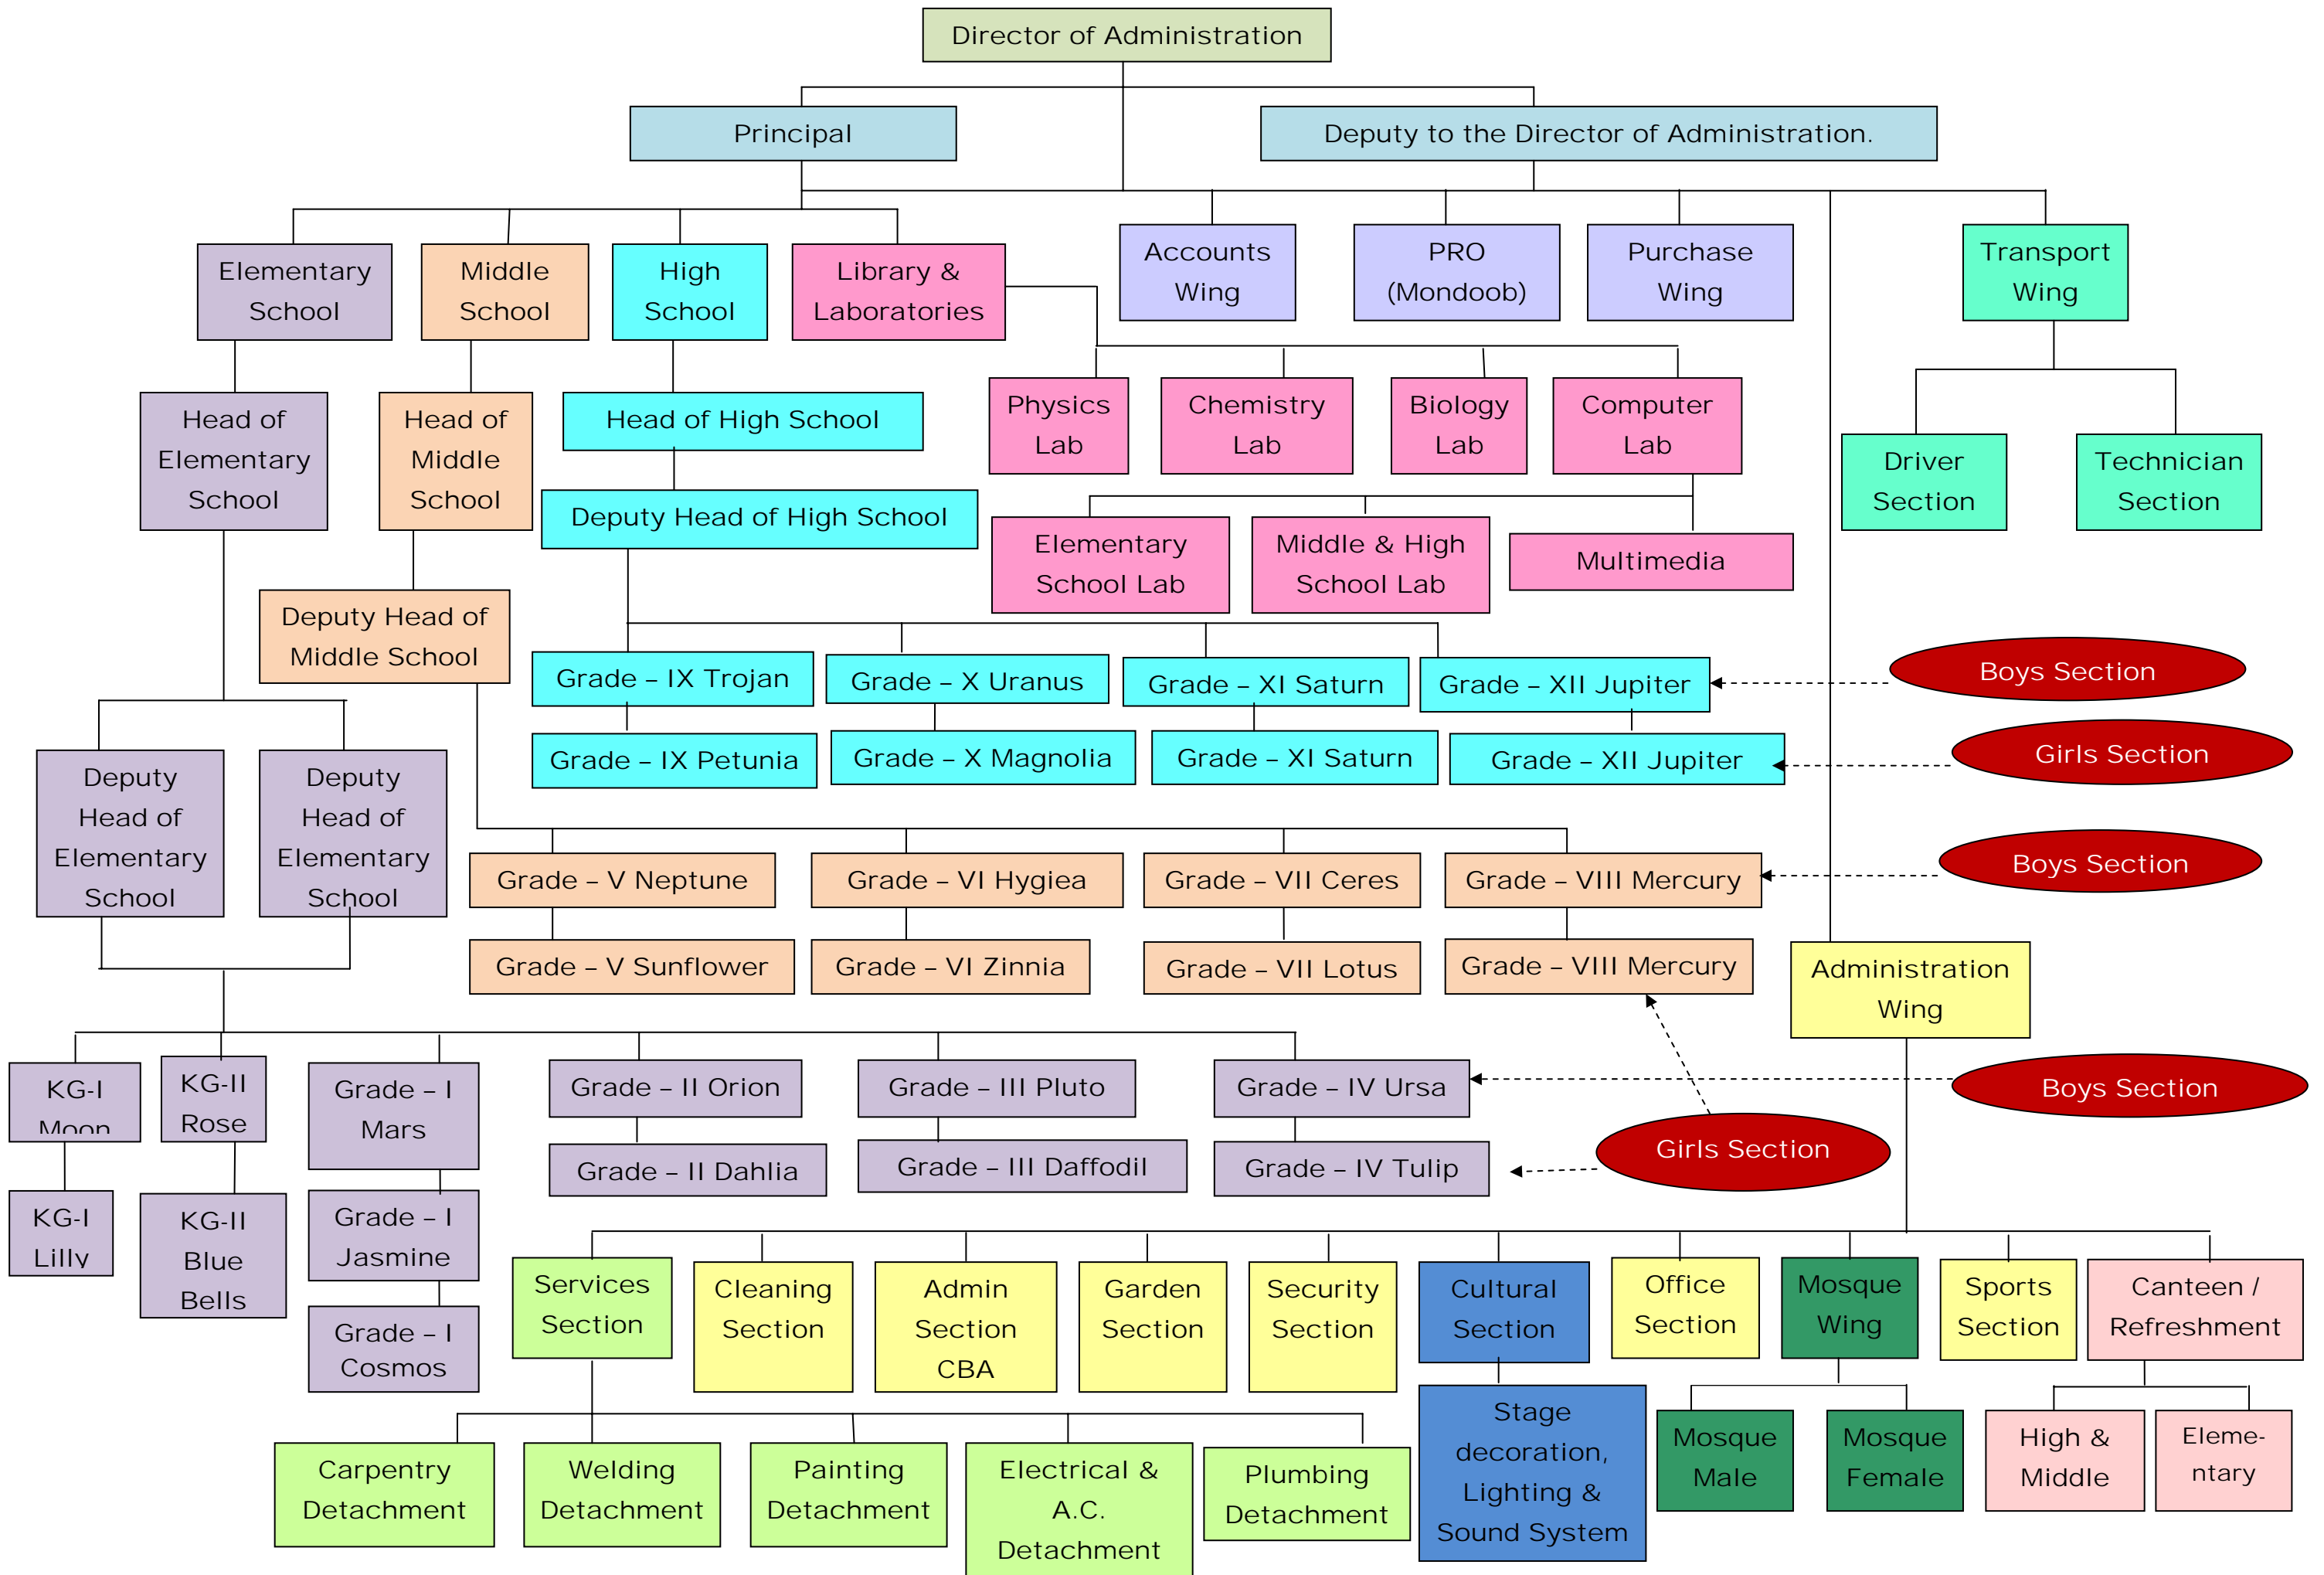 Director of Administration
Principal
Deputy to the Director of Administration.
Elementary
School
Middle
School
High
School
Library &
Laboratories
Accounts
Wing
PRO
(Mondoob)
Purchase
Wing
Transport
Wing
Head of
Elementary
School
Head of
Middle
School
Head of High School
Physics
Lab
Chemistry
Lab
Biology
Lab
Computer
Lab
Driver
Section
Technician
Section
Deputy Head of High School
Elementary
School Lab
Middle & High
School Lab
Multimedia
Deputy Head of
Middle School
Grade – IX Trojan
Grade – X Uranus
Grade – XI Saturn
Grade – XII Jupiter
Boys Section
Grade – IX Petunia
Grade – X Magnolia
Grade – XI Saturn
Grade – XII Jupiter
Girls Section
Deputy
Head of
Elementary
School
Deputy
Head of
Elementary
School
Grade – V Neptune
Grade – VI Hygiea
Grade – VII Ceres
Grade – VIII Mercury
Boys Section
Grade – V Sunflower
Grade – VI Zinnia
Grade – VII Lotus
Grade – VIII Mercury
Administration
Wing
KG-I
Moon
KG-II
Rose
Grade – I
Mars
Grade – II Orion
Grade – III Pluto
Grade – IV Ursa
Boys Section
Grade – II Dahlia
Grade – III Daffodil
Grade – IV Tulip
Girls Section
KG-I
Lilly
KG-II
Blue
Bells
Grade – I
Jasmine
Grade – I
Cosmos
Services
Section
Cleaning
Section
Admin
Section
CBA
Garden
Section
Security
Section
Cultural
Section
Office
Section
Mosque
Wing
Sports
Section
Canteen /
Refreshment
Carpentry
Detachment
Welding
Detachment
Painting
Detachment
Electrical &
A.C.
Detachment
Plumbing
Detachment
Stage
decoration,
Lighting &
Sound System
Mosque
Male
Mosque
Female
High &
Middle
Eleme-
ntary